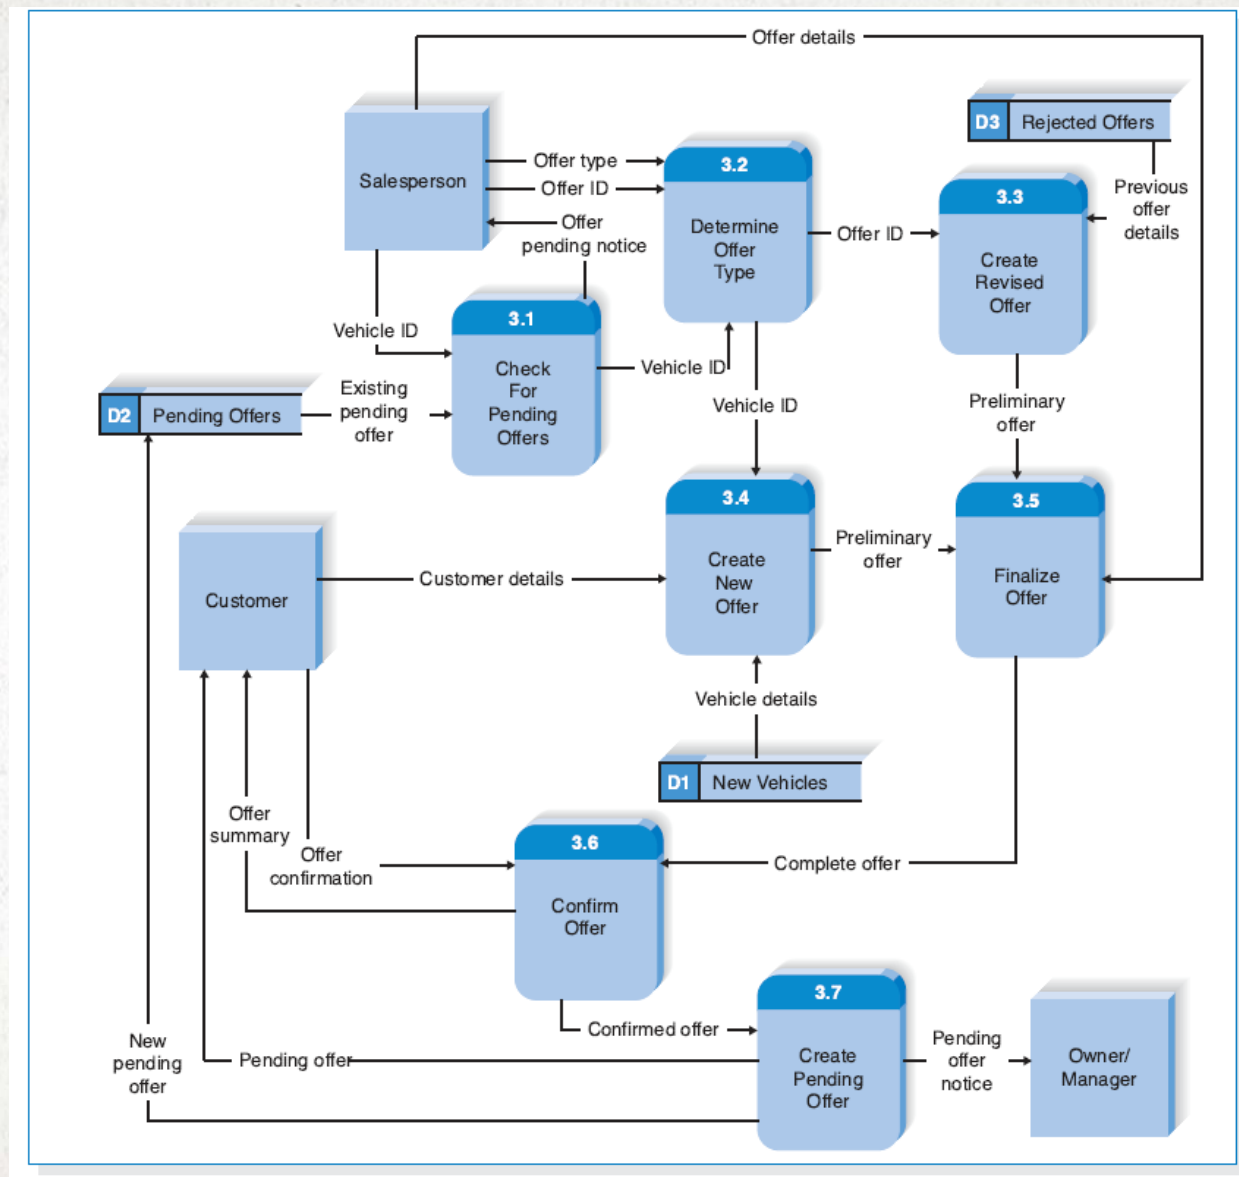 Offer details
D3 Rejected Offers
Salesperson
Offer type
Offer ID
Offer
pending notice
3.2
Determine
Offer
Type
Offer ID
3.3
Create
Revised
Offer
Previous
offer
details
Vehicle ID
3.1
Check
For
Pending
Offers
Vehicle ID
Vehicle ID
Preliminary
offer
D2 Pending Offers
Existing
pending
offer
3.4
Create
New
Offer
Preliminary
offer
3.5
Finalize
Offer
Customer
Customer details
Vehicle details
D1 New Vehicles
Offer
summary
Offer
confirmation
3.6
Confirm
Offer
Complete offer
Confirmed offer
3.7
Create
Pending
Offer
Pending
offer
notice
Owner/
Manager
New
pending
offer
Pending offer